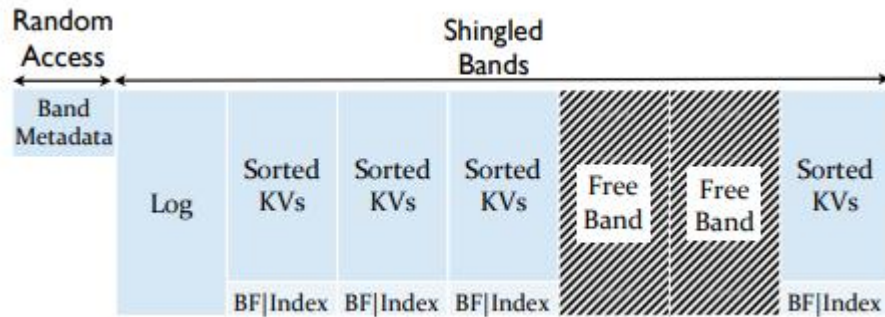 Random
Access
Shingled
Bands
Band
Metadata
Log
Sorted
KVs
BF|Index
Sorted
KVs
BF|Index
Sorted
KVs
BF|Index
Free
Band
Free
Band
Sorted
KVs
BF|Index